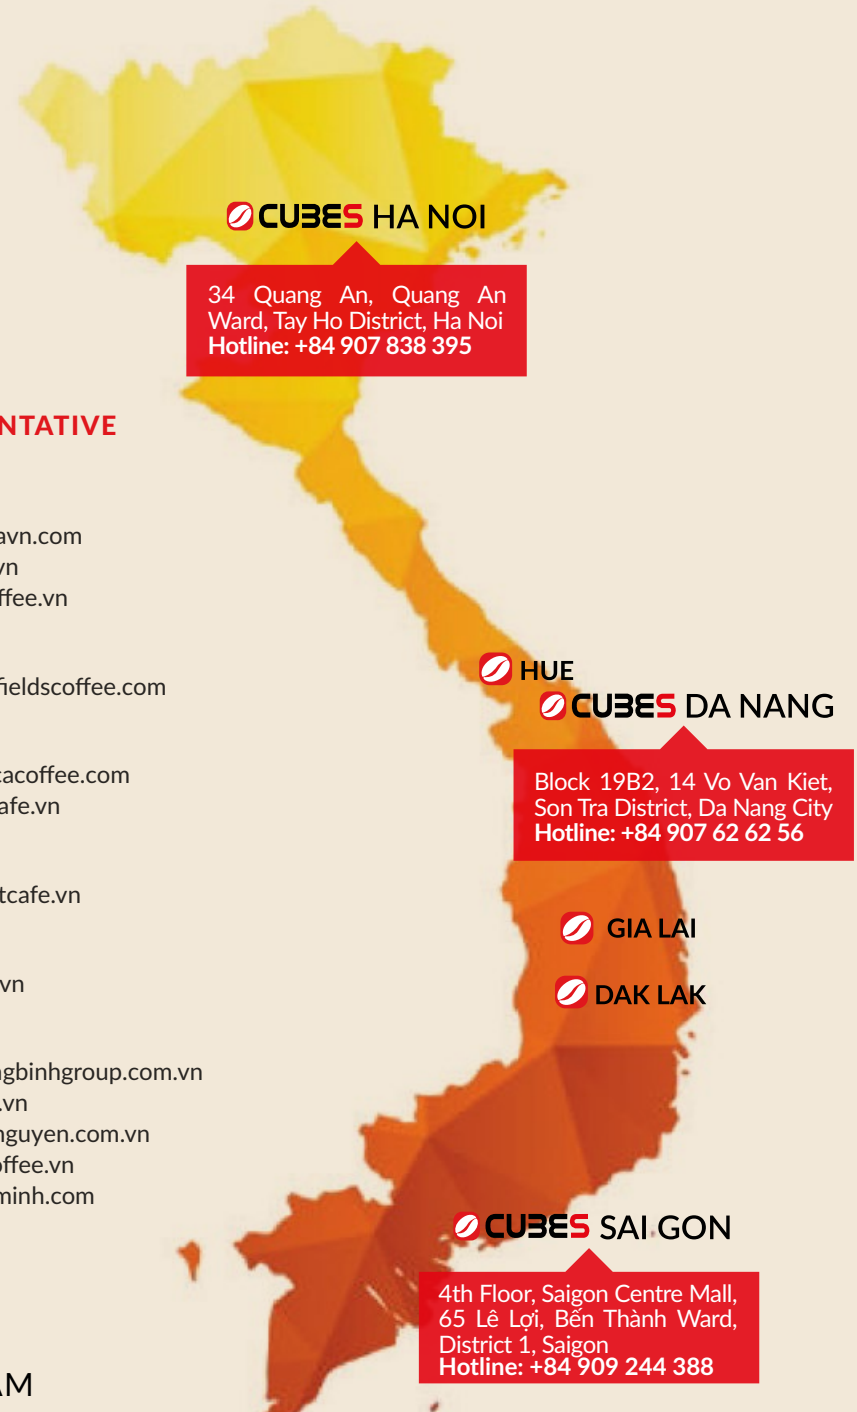 CUBES HA NOI
34 Quang An, Quang An
Ward, Tay Ho District, Ha Noi
Hotline: +84 907 838 395
NTATIVE
avn.com
vn
ffee.vn
fieldscoffee.com
cacoffee.com
afe.vn
tcafe.vn
.vn
ngbinhgroup.com.vn
.vn
nguyen.com.vn
offee.vn
minh.com
AM
HUE
CUBES DA NANG
Block 19B2, 14 Vo Van Kiet,
Son Tra District, Da Nang City
Hotline: +84 907 62 62 56
GIA LAI
DAK LAK
CUBES SAI GON
4th Floor, Saigon Centre Mall,
65 Lê Lợi, Bến Thành Ward,
District 1, Saigon
Hotline: +84 909 244 388